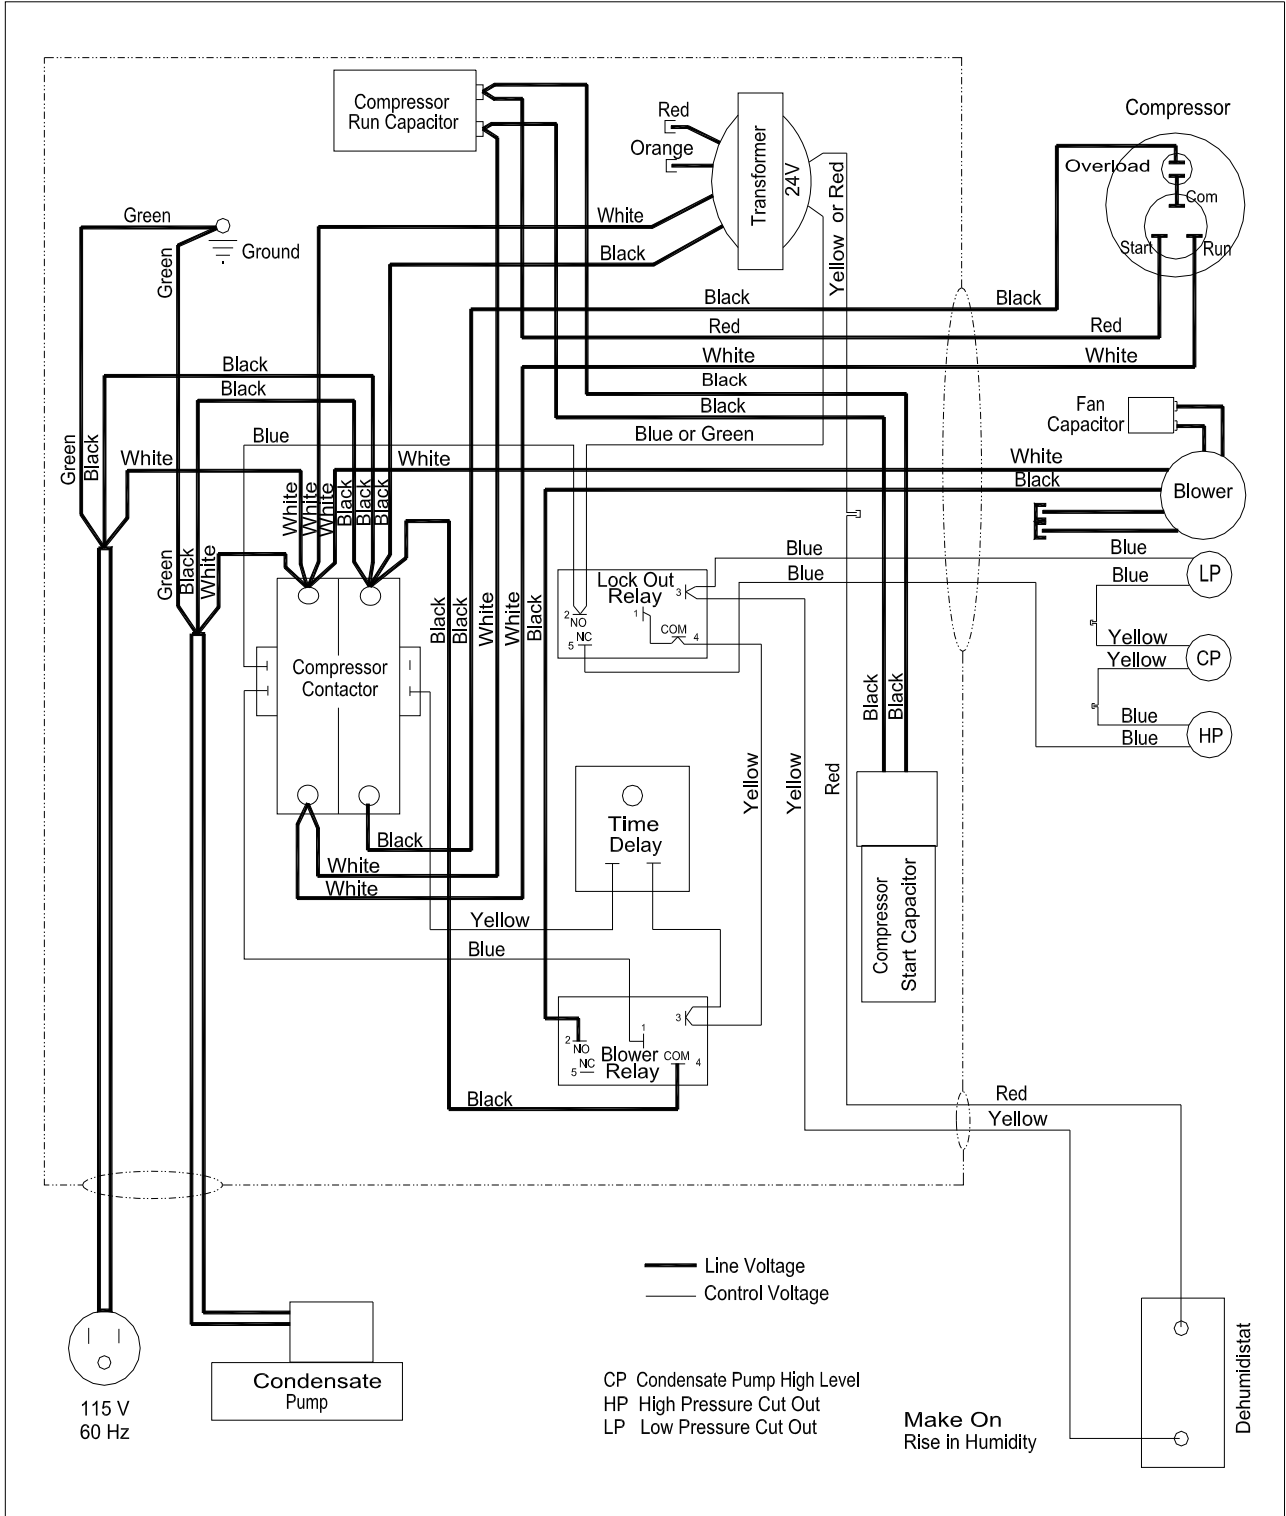 Compressor
Run Capacitor
Red
Orange
Transformer
24V
Yellow or Red
Compressor
Overload
Com
Start
Run
Green
Ground
Green
White
Black
Black
Black
Red
Red
White
White
Black
Black
Black
Black
Blue
Blue or Green
Fan
Capacitor
White
White
White
Black
Blower
Green
Black
White
White
White
Black
Black
Black
Green
Black
White
Black
Black
White
White
Black
Lock Out
Relay
2
NO
NC
5
1
3
COM
4
Blue
Blue
Blue
Blue
LP
Yellow
Yellow
CP
Blue
Blue
HP
Compressor
Contactor
Black
Black
Yellow
Yellow
Red
Time
Delay
Black
White
White
Yellow
Blue
Compressor
Start Capacitor
2
NO
NC
5
1
3
Blower
Relay
COM
4
Black
Red
Yellow
Line Voltage
Control Voltage
115 V
60 Hz
Condensate
Pump
CP Condensate Pump High Level
HP High Pressure Cut Out
LP Low Pressure Cut Out
Make On
Rise in Humidity
Dehumidistat